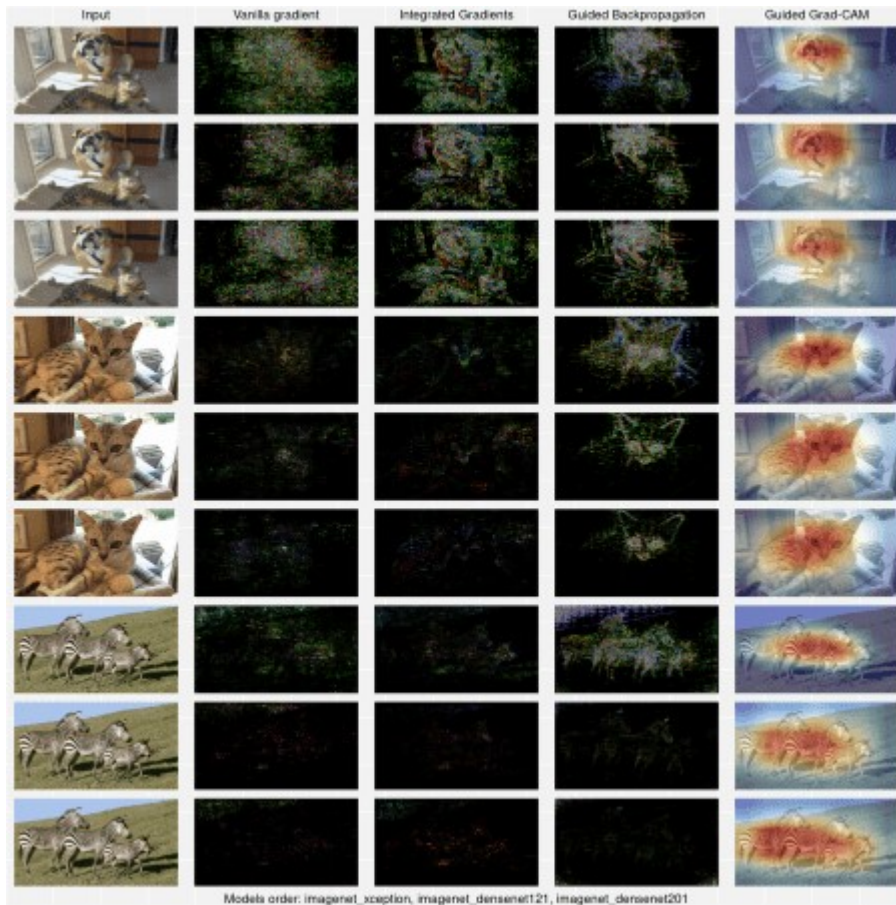 Input
Vanilla gradient
Integrated Gradients
Guided Backpropagation
Guided Grad-CAM
Models order: imagenet_xception, imagenet_densenet121, imagenet_densenet201